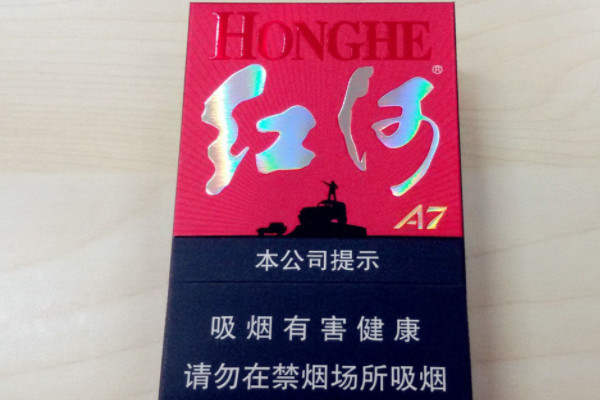 HONGHE
红河®
A7
本公司提示
吸烟有害健康
请勿在禁烟场所吸烟